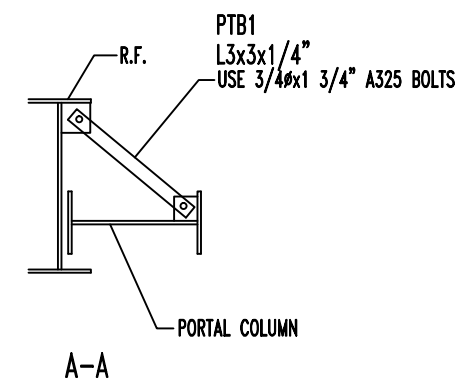 PTB1
L3x3x1/4”
R.F.
USE 3/4øx1 3/4” A325 BOLTS
PORTAL COLUMN
A-A